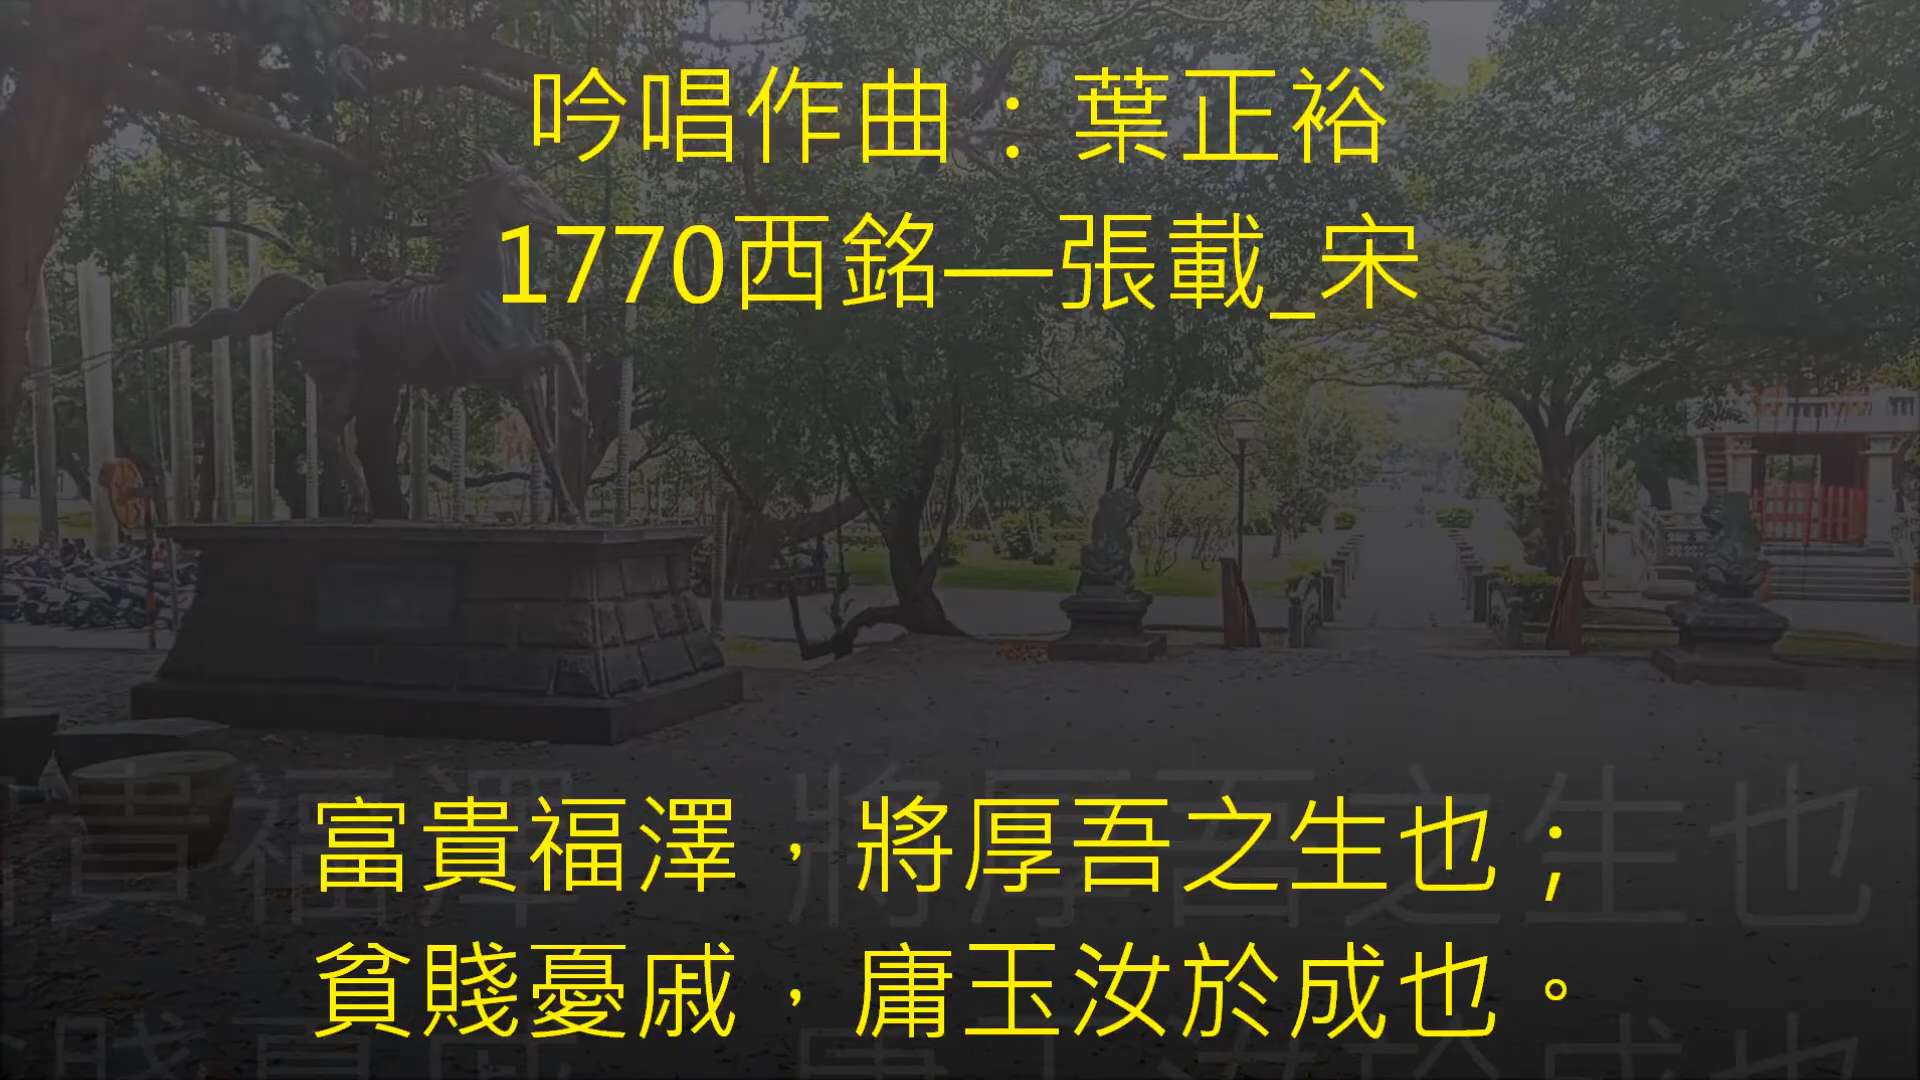 吟唱作曲：葉正裕
1770西銘—張載_宋
富貴福澤，將厚吾之生也；
貧賤憂戚，庸玉汝於成也。